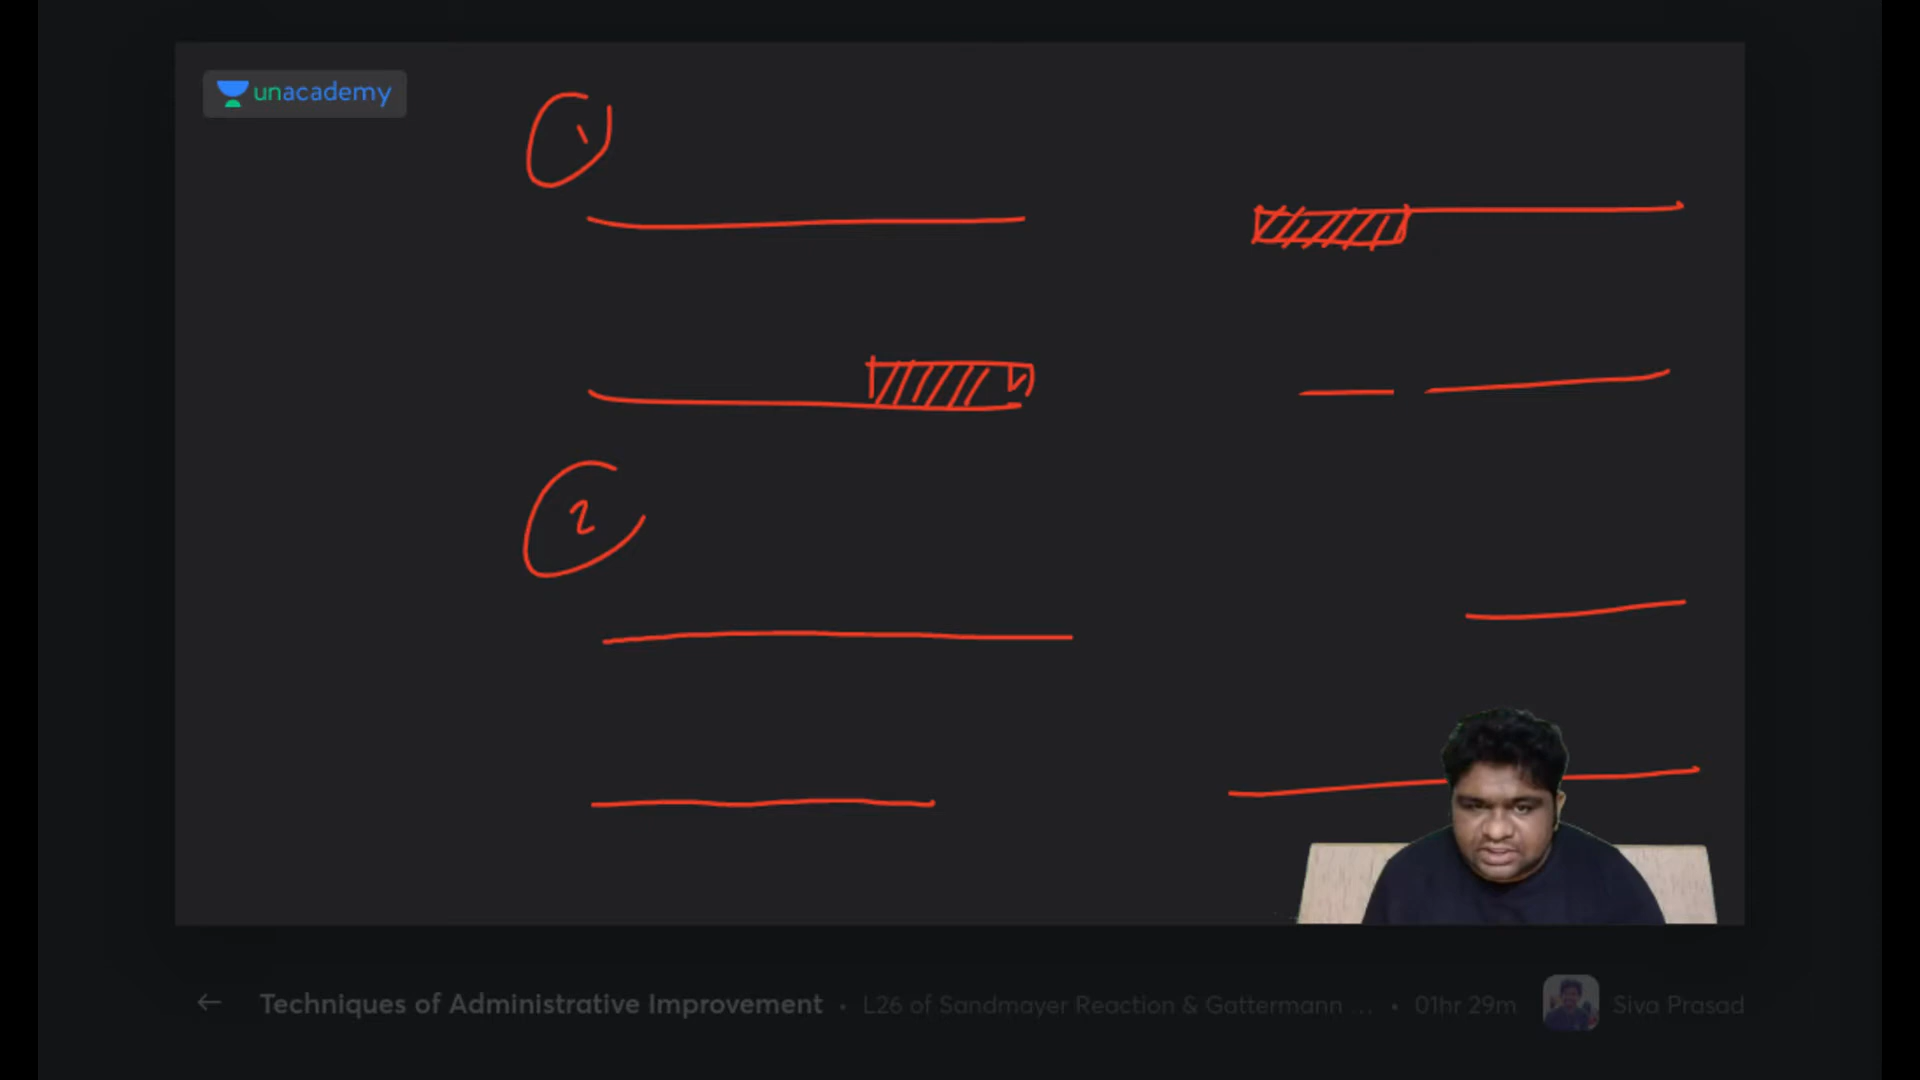 unacademy
1
2
← Techniques of Administrative Improvement • L26 of Sandmayer Reaction & Gattermann ... • 01hr 29m Siva Prasad